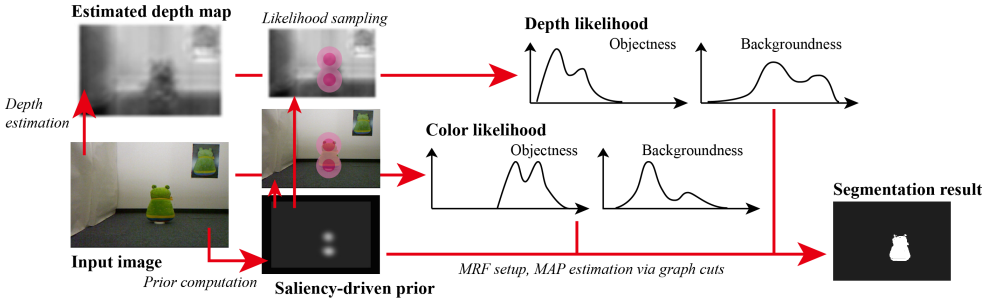 Estimated depth map
Likelihood sampling
Depth likelihood
Objectness
Backgroundness
Depth
estimation
Color likelihood
Objectness
Backgroundness
Segmentation result
Input image
Prior computation
Saliency-driven prior
MRF setup, MAP estimation via graph cuts